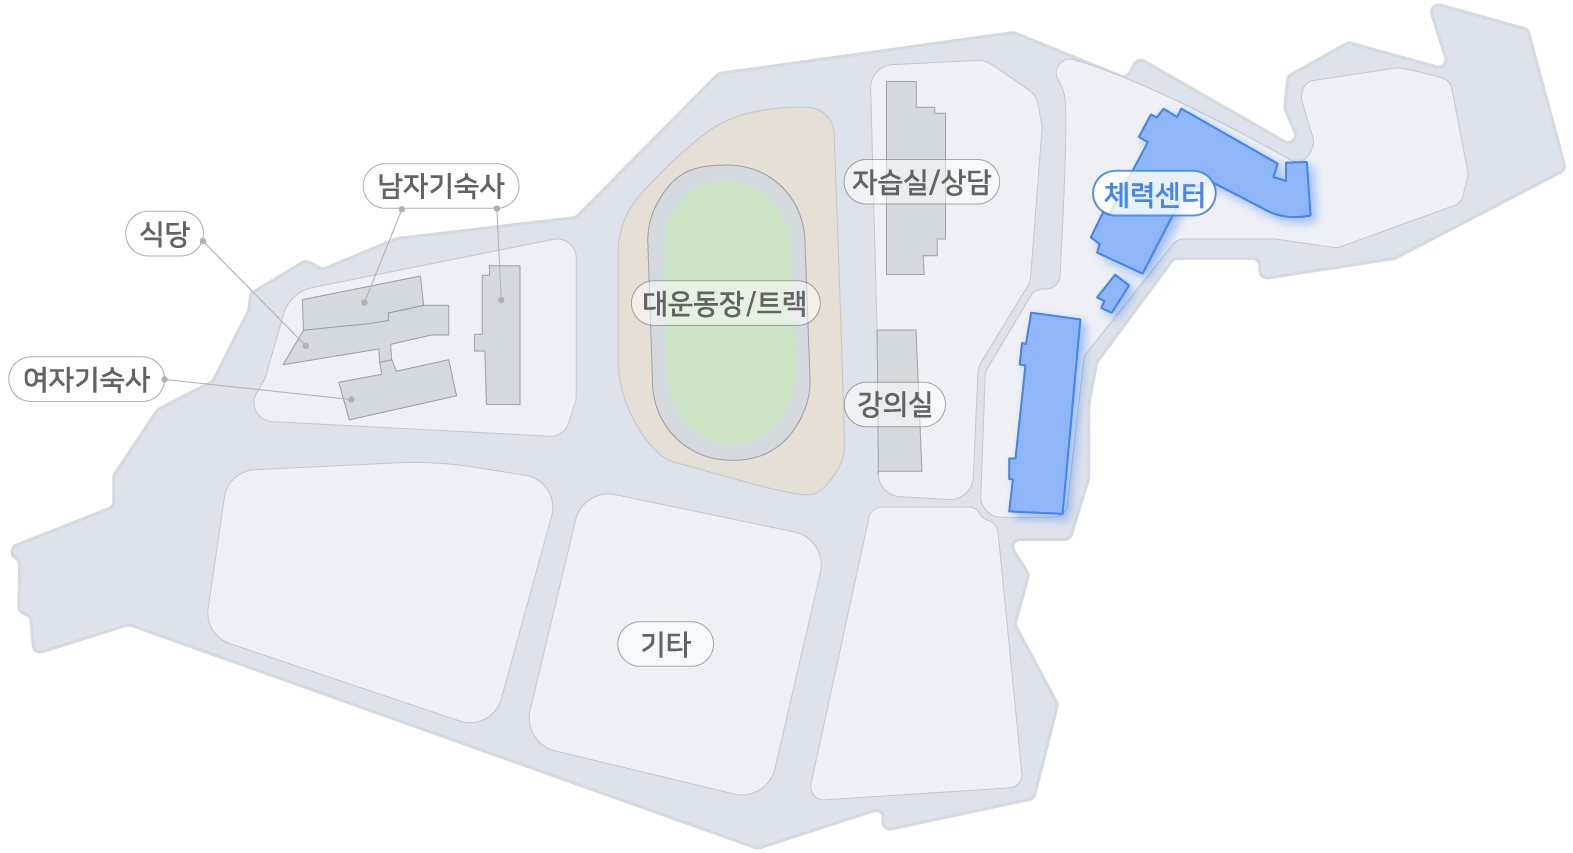 남자기숙사
식당
여자기숙사
대운동장/트랙
자습실/상담
체력센터
강의실
기타